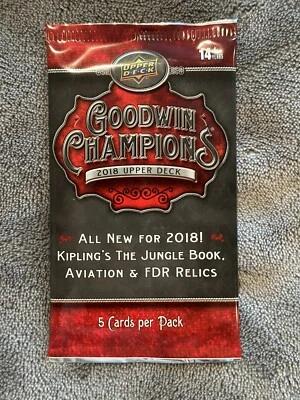 UPPER DECK
14+
GOODWIN
CHAMPIONS
2018 UPPER DECK
ALL NEW FOR 2018!
KIPLING'S THE JUNGLE BOOK,
AVIATION & FDR RELICS
5 CARDS PER PACK